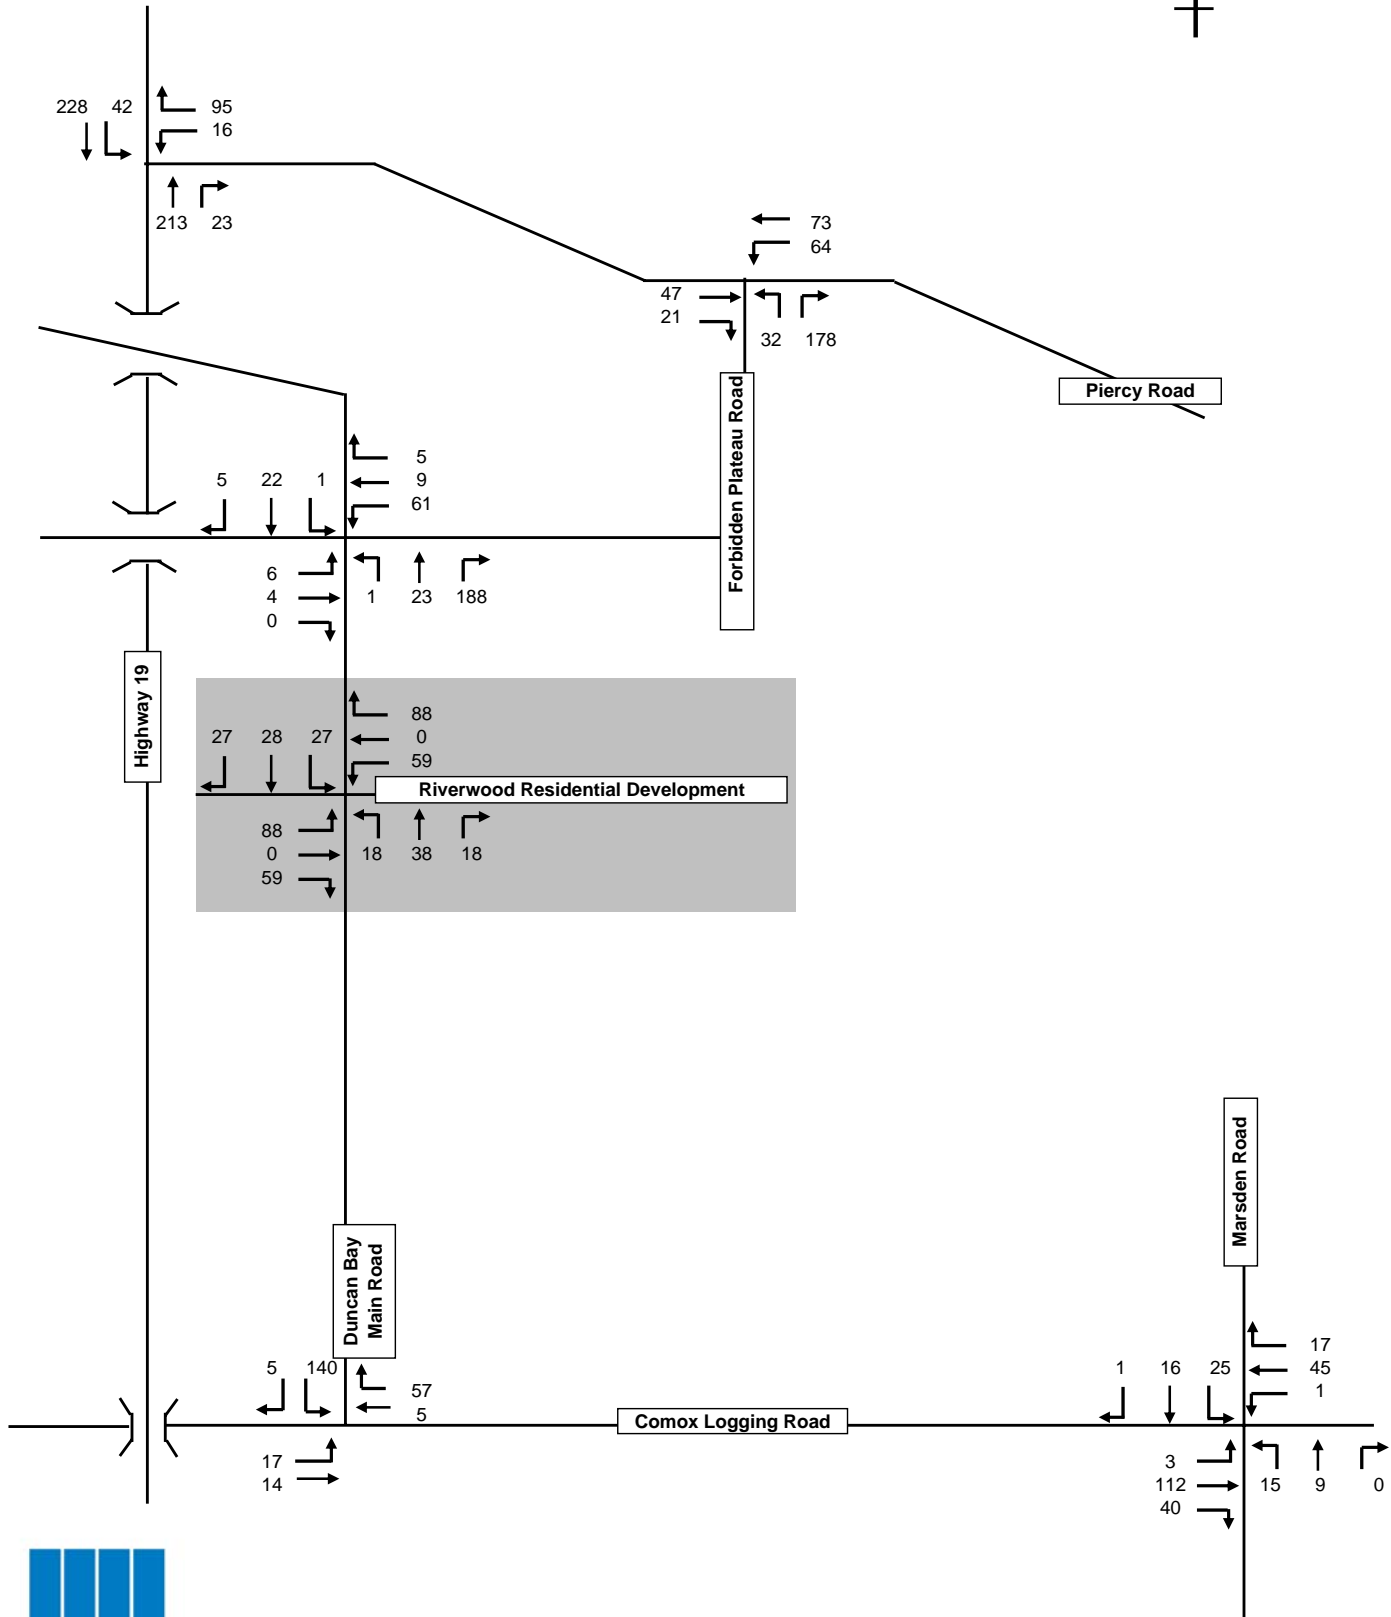 228 42 95
16
213 23
73
64
47
21
32 178
Piercy Road
Forbidden Plateau Road
5
5 22 1 9
61
6
4 1 23 188
0
Highway 19
88
27 28 27 0
59
Riverwood Residential Development
88
0 18 38 18
59
Marsden Road
Duncan Bay
Main Road
5 140
57
5
17
14
Comox Logging Road
17
1 16 25 45
1
3
112 15 9 0
40